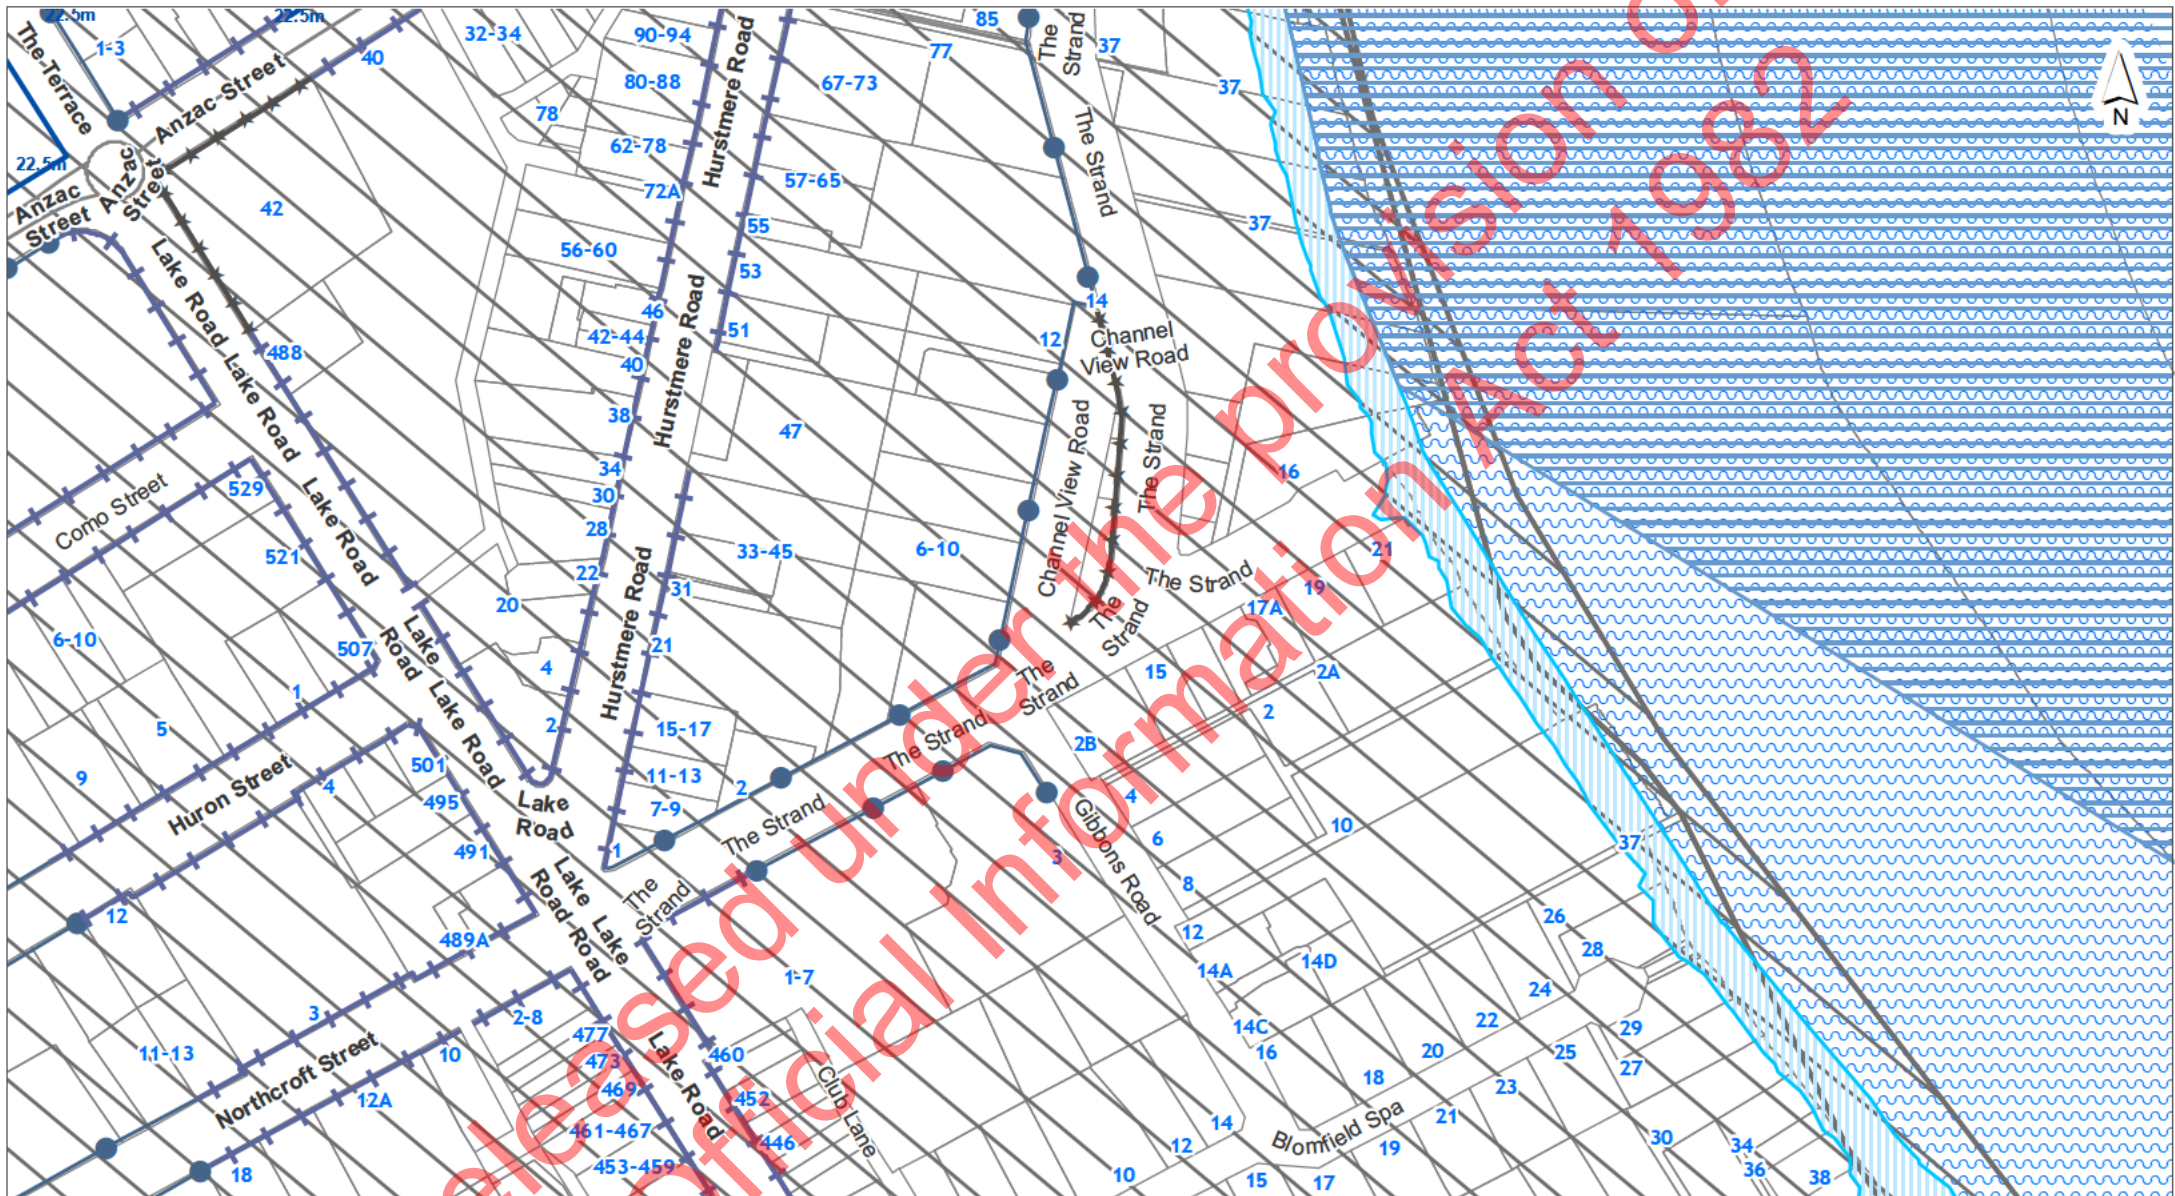 22.5m
22.5m
The Terrace
1-3
Anzac Street
40
32-34
90-94
80-88
Hurstmere Road
67-73
85
77
The
Strand
37
37
N
78
62-78
72A
57-65
55
The Strand
37
22.5m
Anzac
Street
Anzac
Street
42
56-60
53
46
42-44
51
40
Hurstmere Road
38
47
14
12
Channel
View Road
Lake Road
488
Lake Road
34
30
28
Channel View Road
The Strand
16
Como Street
529
521
Lake Road
22
20
33-45
31
6-10
The Strand
21
19
17A
The
Strand
6-10
507
Lake
Road
Hurstmere Road
21
4
2
15
2A
2
The
Strand
1
5
9
Lake Road
15-17
11-13
7-9
2
1
The Strand
2B
4
6
8
10
37
Huron Street
4
501
495
491
Lake
Road
The Strand
3
Gibbons Road
12
489A
Lake
Road
Lake
Road
The
Strand
12
14A
14D
26
28
24
22
3
2-8
1-7
14C
16
20
29
25
27
11-13
10
477
473
469
Lake Road
460
452
446
Club Lane
18
23
21
Northcroft Street
12A
461-467
453-459
18
14
12
10
Blomfield Spa
19
15
17
30
34
36
38
eleased under the provision o
official Information Act 1982